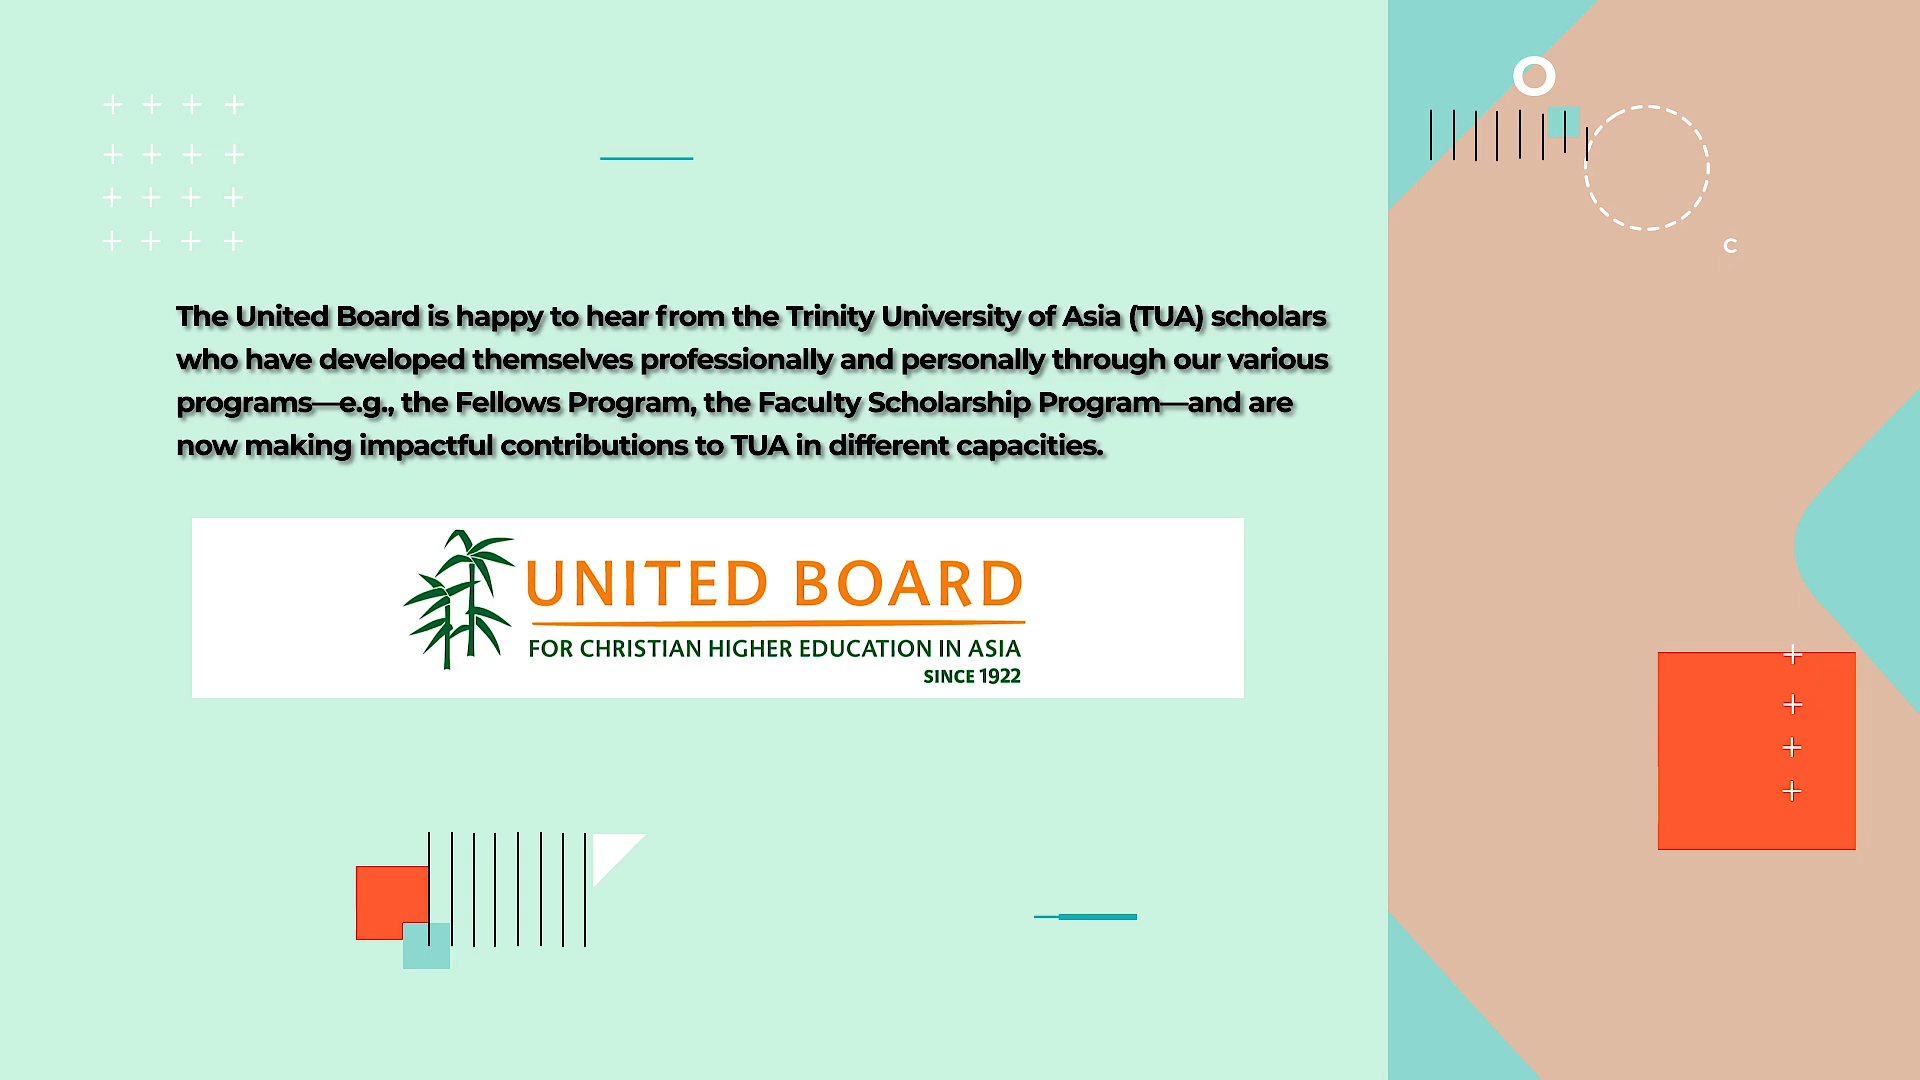 The United Board is happy to hear from the Trinity University of Asia (TUA) scholars
who have developed themselves professionally and personally through our various
programs—e.g., the Fellows Program, the Faculty Scholarship Program—and are
now making impactful contributions to TUA in different capacities.
UNITED BOARD
FOR CHRISTIAN HIGHER EDUCATION IN ASIA
SINCE 1922
C